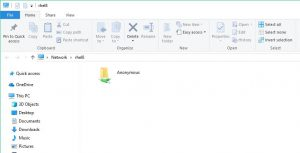 rhel8
File
Home
Share
View
Pin to Quick access
Copy
Paste
Cut
Copy path
Paste shortcut
Clipboard
Move to
Copy to
Delete
Rename
Organize
New folder
New item
Easy access
New
Properties
Open
Edit
History
Open
Select all
Select none
Invert selection
Select
Network > rhel8
Quick access
OneDrive
This PC
3D Objects
Desktop
Documents
Downloads
Music
Anonymous